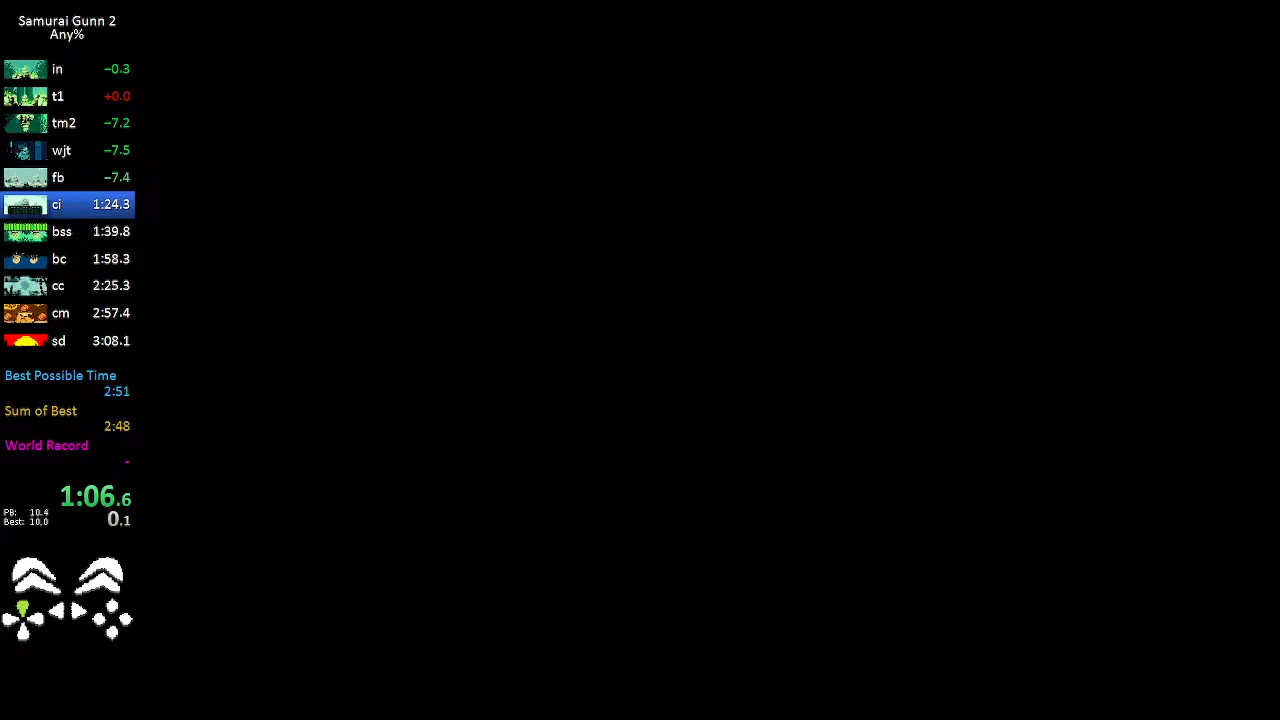 Samurai Gunn 2
Any%
in −0.3
t1 +0.0
tm2 −7.2
wjt −7.5
fb −7.4
ci 1:24.3
bss 1:39.8
bc 1:58.3
cc 2:25.3
cm 2:57.4
sd 3:08.1
Best Possible Time
2:51
Sum of Best
2:48
World Record
-
1:06.6
PB: 10.4
Best: 10.0
0.1